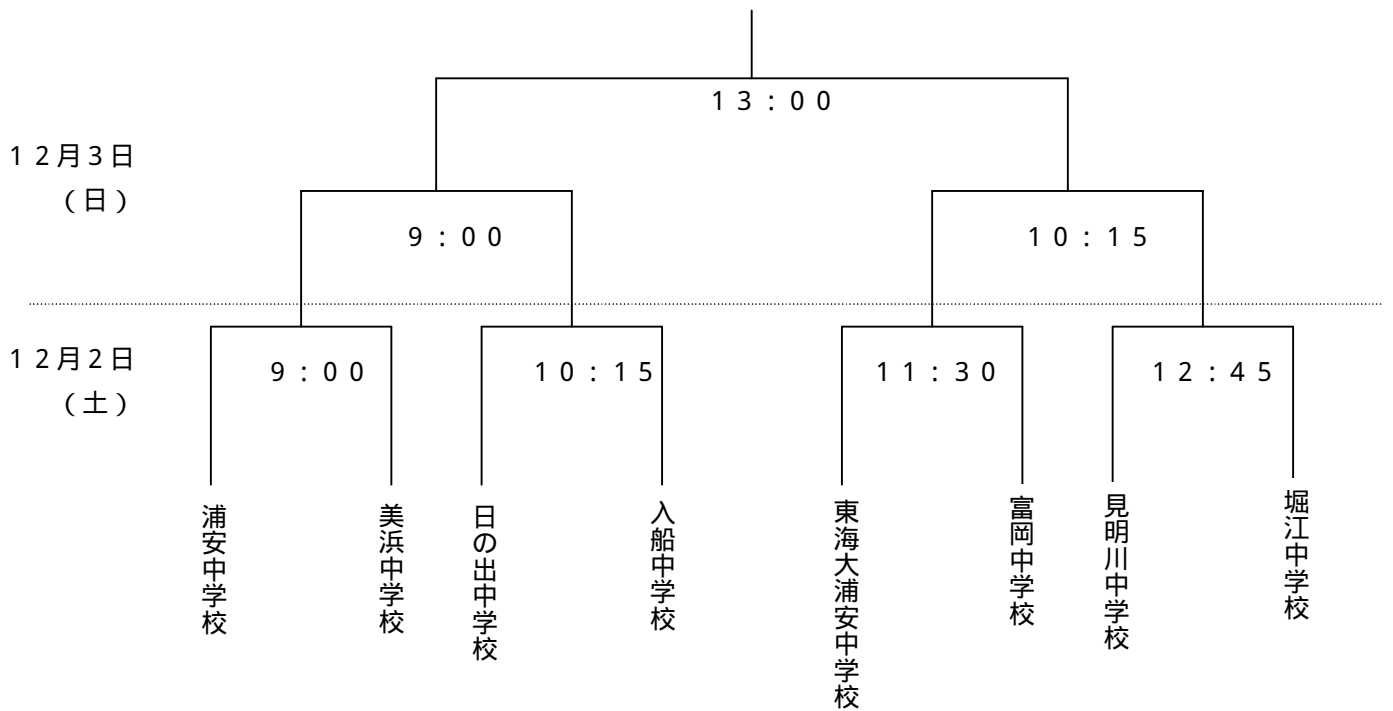 13:00
12月3日
(日)
9:00
10:15
12月2日
(土)
9:00
10:15
11:30
12:45
浦安中学校
美浜中学校
日の出中学校
入船中学校
東海大浦安中学校
富岡中学校
見明川中学校
堀江中学校